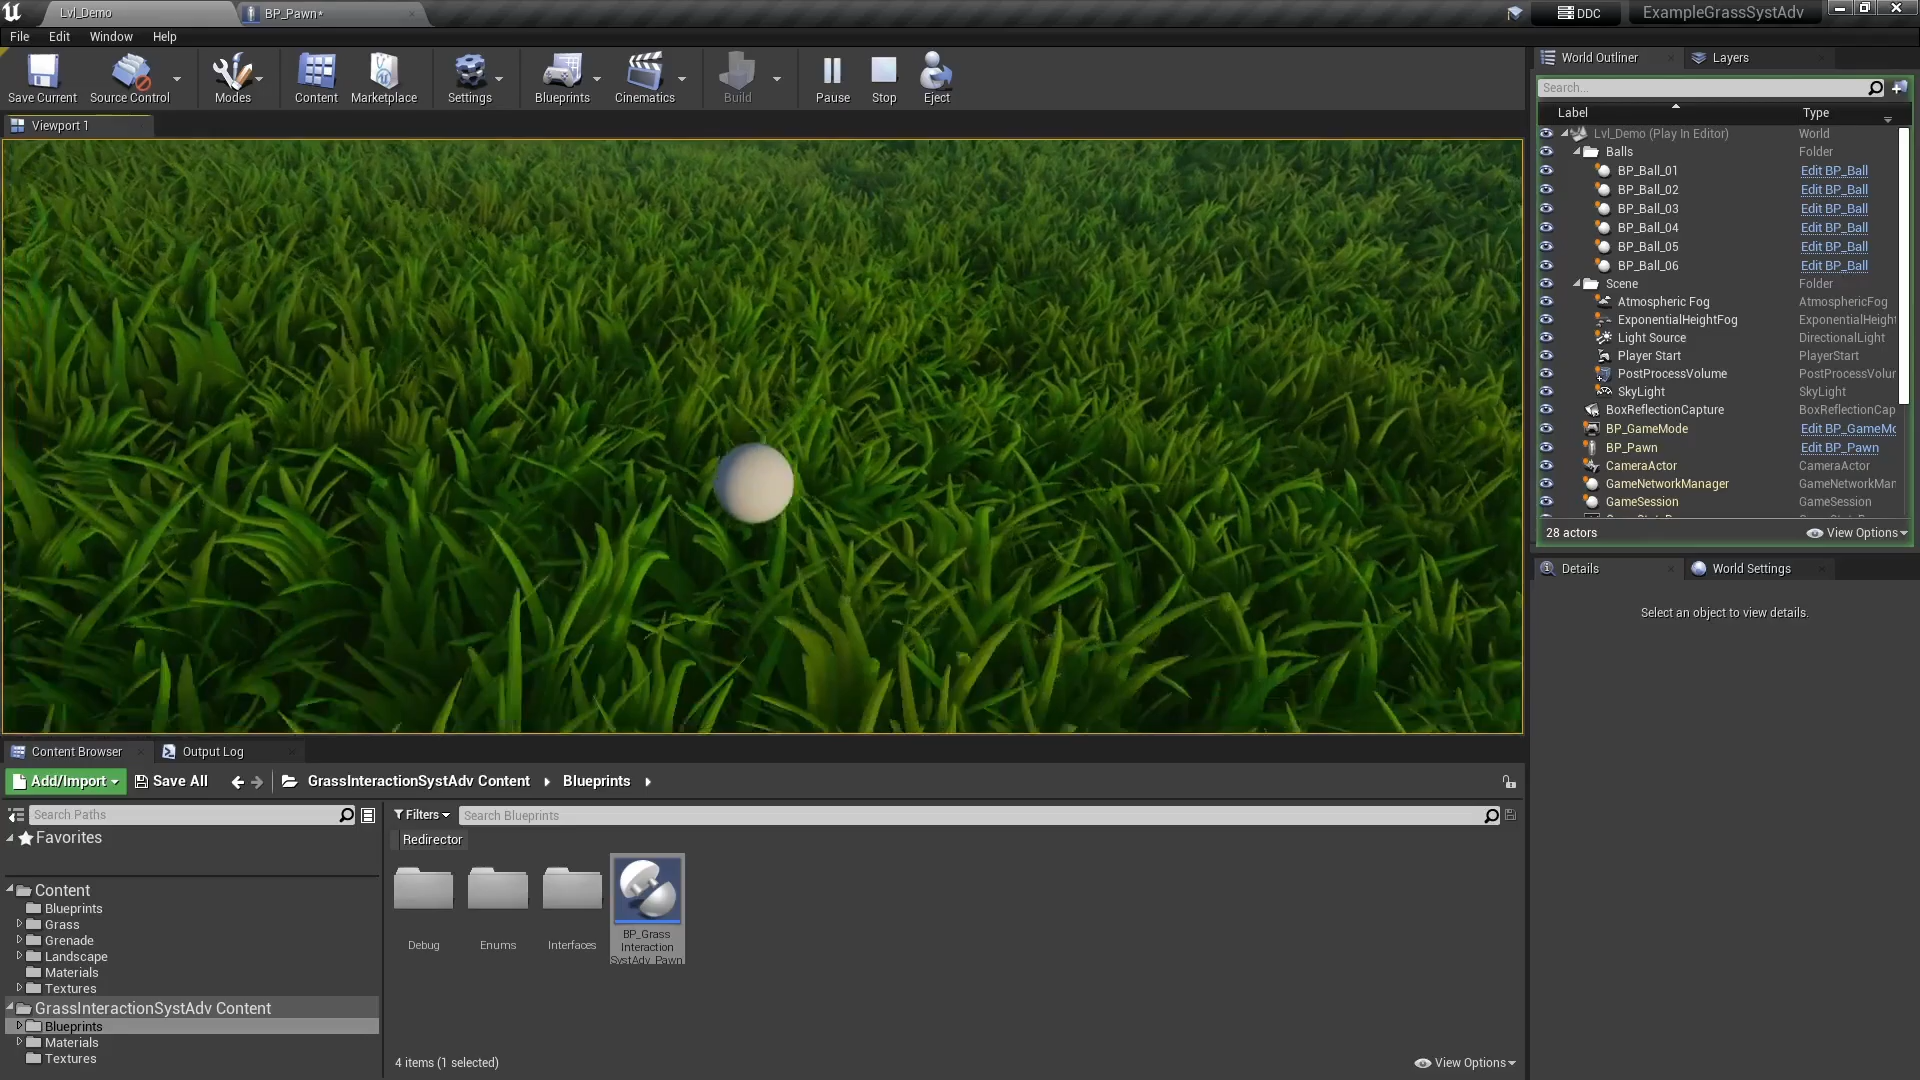 Lvl_Demo
BP_Pawn*
DDC
ExampleGrassSystAdv
File Edit Window Help
Save Current
Source Control
Modes
Content
Marketplace
Settings
Blueprints
Cinematics
Build
Pause
Stop
Eject
Viewport 1
World Outliner
Layers
Search...
Label Type
Lvl_Demo (Play In Editor) World
Balls Folder
BP_Ball_01 Edit BP_Ball
BP_Ball_02 Edit BP_Ball
BP_Ball_03 Edit BP_Ball
BP_Ball_04 Edit BP_Ball
BP_Ball_05 Edit BP_Ball
BP_Ball_06 Edit BP_Ball
Scene Folder
Atmospheric Fog AtmosphericFog
ExponentialHeightFog ExponentialHeight
Light Source DirectionalLight
Player Start PlayerStart
PostProcessVolume PostProcessVolur
SkyLight SkyLight
BoxReflectionCapture BoxReflectionCap
BP_GameMode Edit BP_GameMo
BP_Pawn Edit BP_Pawn
CameraActor CameraActor
GameNetworkManager GameNetworkMan
GameSession GameSession
28 actors
View Options
Details
World Settings
Select an object to view details.
Content Browser
Output Log
Add/Import
Save All
GrassInteractionSystAdv Content
Blueprints
Search Paths
Filters
Search Blueprints
Favorites
Redirector
Content
Blueprints
Grass
Grenade
Landscape
Materials
Textures
GrassInteractionSystAdv Content
Blueprints
Materials
Textures
Debug
Enums
Interfaces
BP_Grass
Interaction
SystAdv_Pawn
4 items (1 selected)
View Options